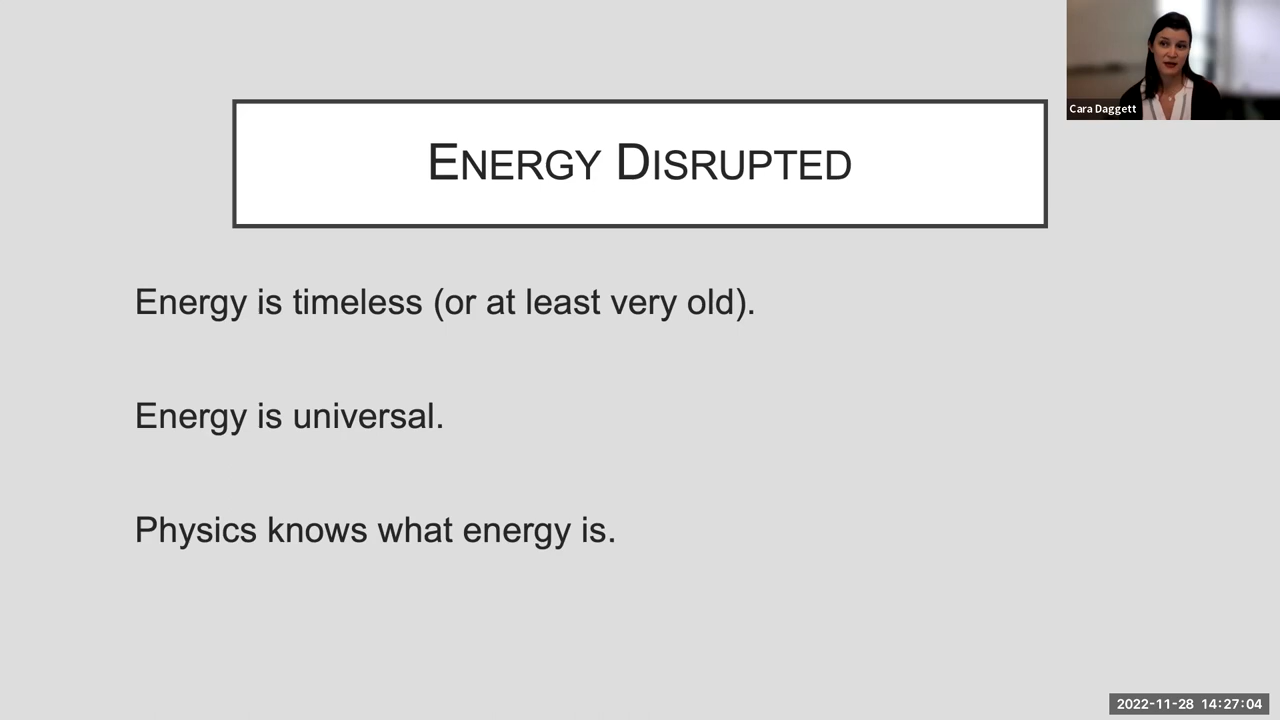 Cara Daggett
ENERGY DISRUPTED
Energy is timeless (or at least very old).
Energy is universal.
Physics knows what energy is.
2022-11-28 14:27:04